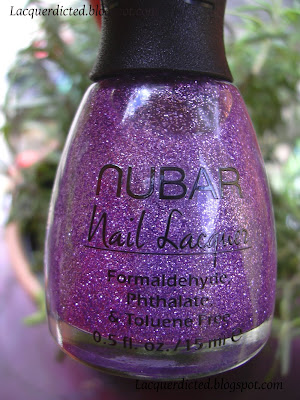 Lacquerdicted.blogspot.com
NUBAR
Nail Lacquer
Formaldehyde,
Phthalate,
& Toluene Free
0.5 fl. oz. / 15 ml e
Lacquerdicted.blogspot.com